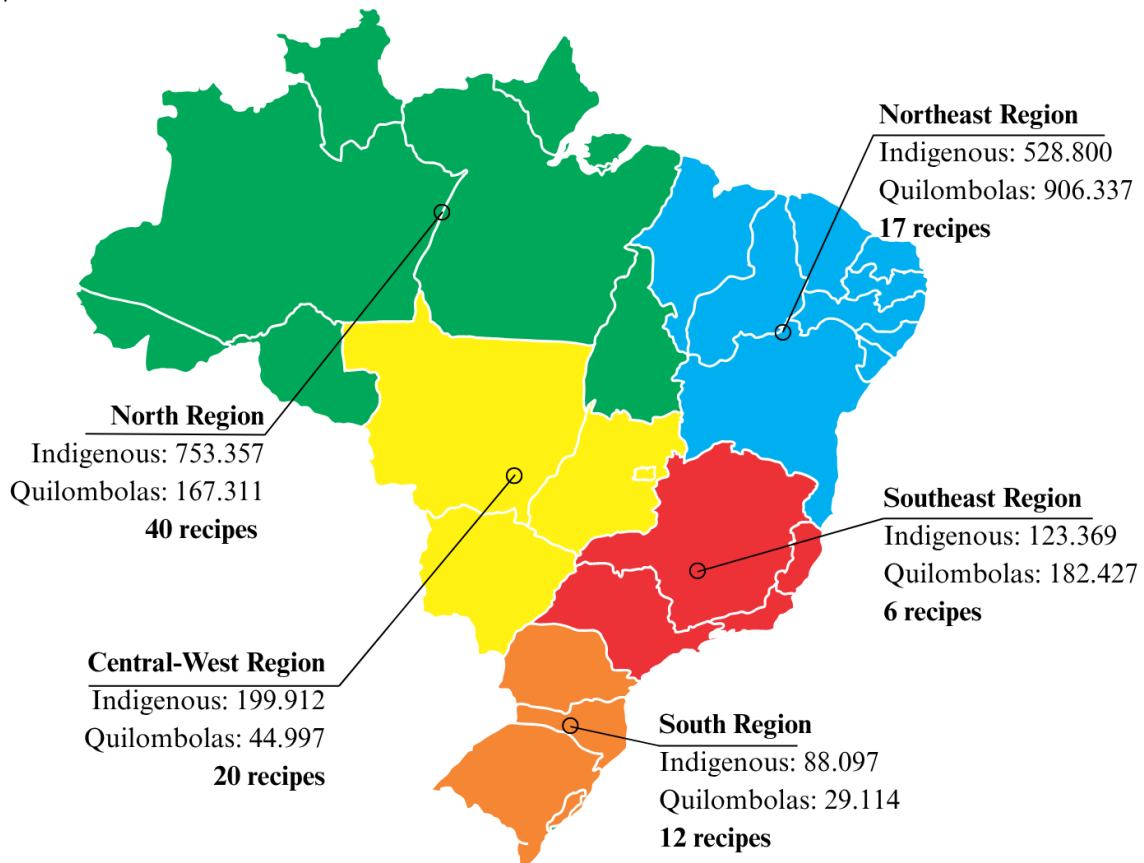 Northeast Region
Indigenous: 528.800
Quilombolas: 906.337
17 recipes
North Region
Indigenous: 753.357
Quilombolas: 167.311
40 recipes
Southeast Region
Indigenous: 123.369
Quilombolas: 182.427
6 recipes
Central-West Region
Indigenous: 199.912
Quilombolas: 44.997
20 recipes
South Region
Indigenous: 88.097
Quilombolas: 29.114
12 recipes